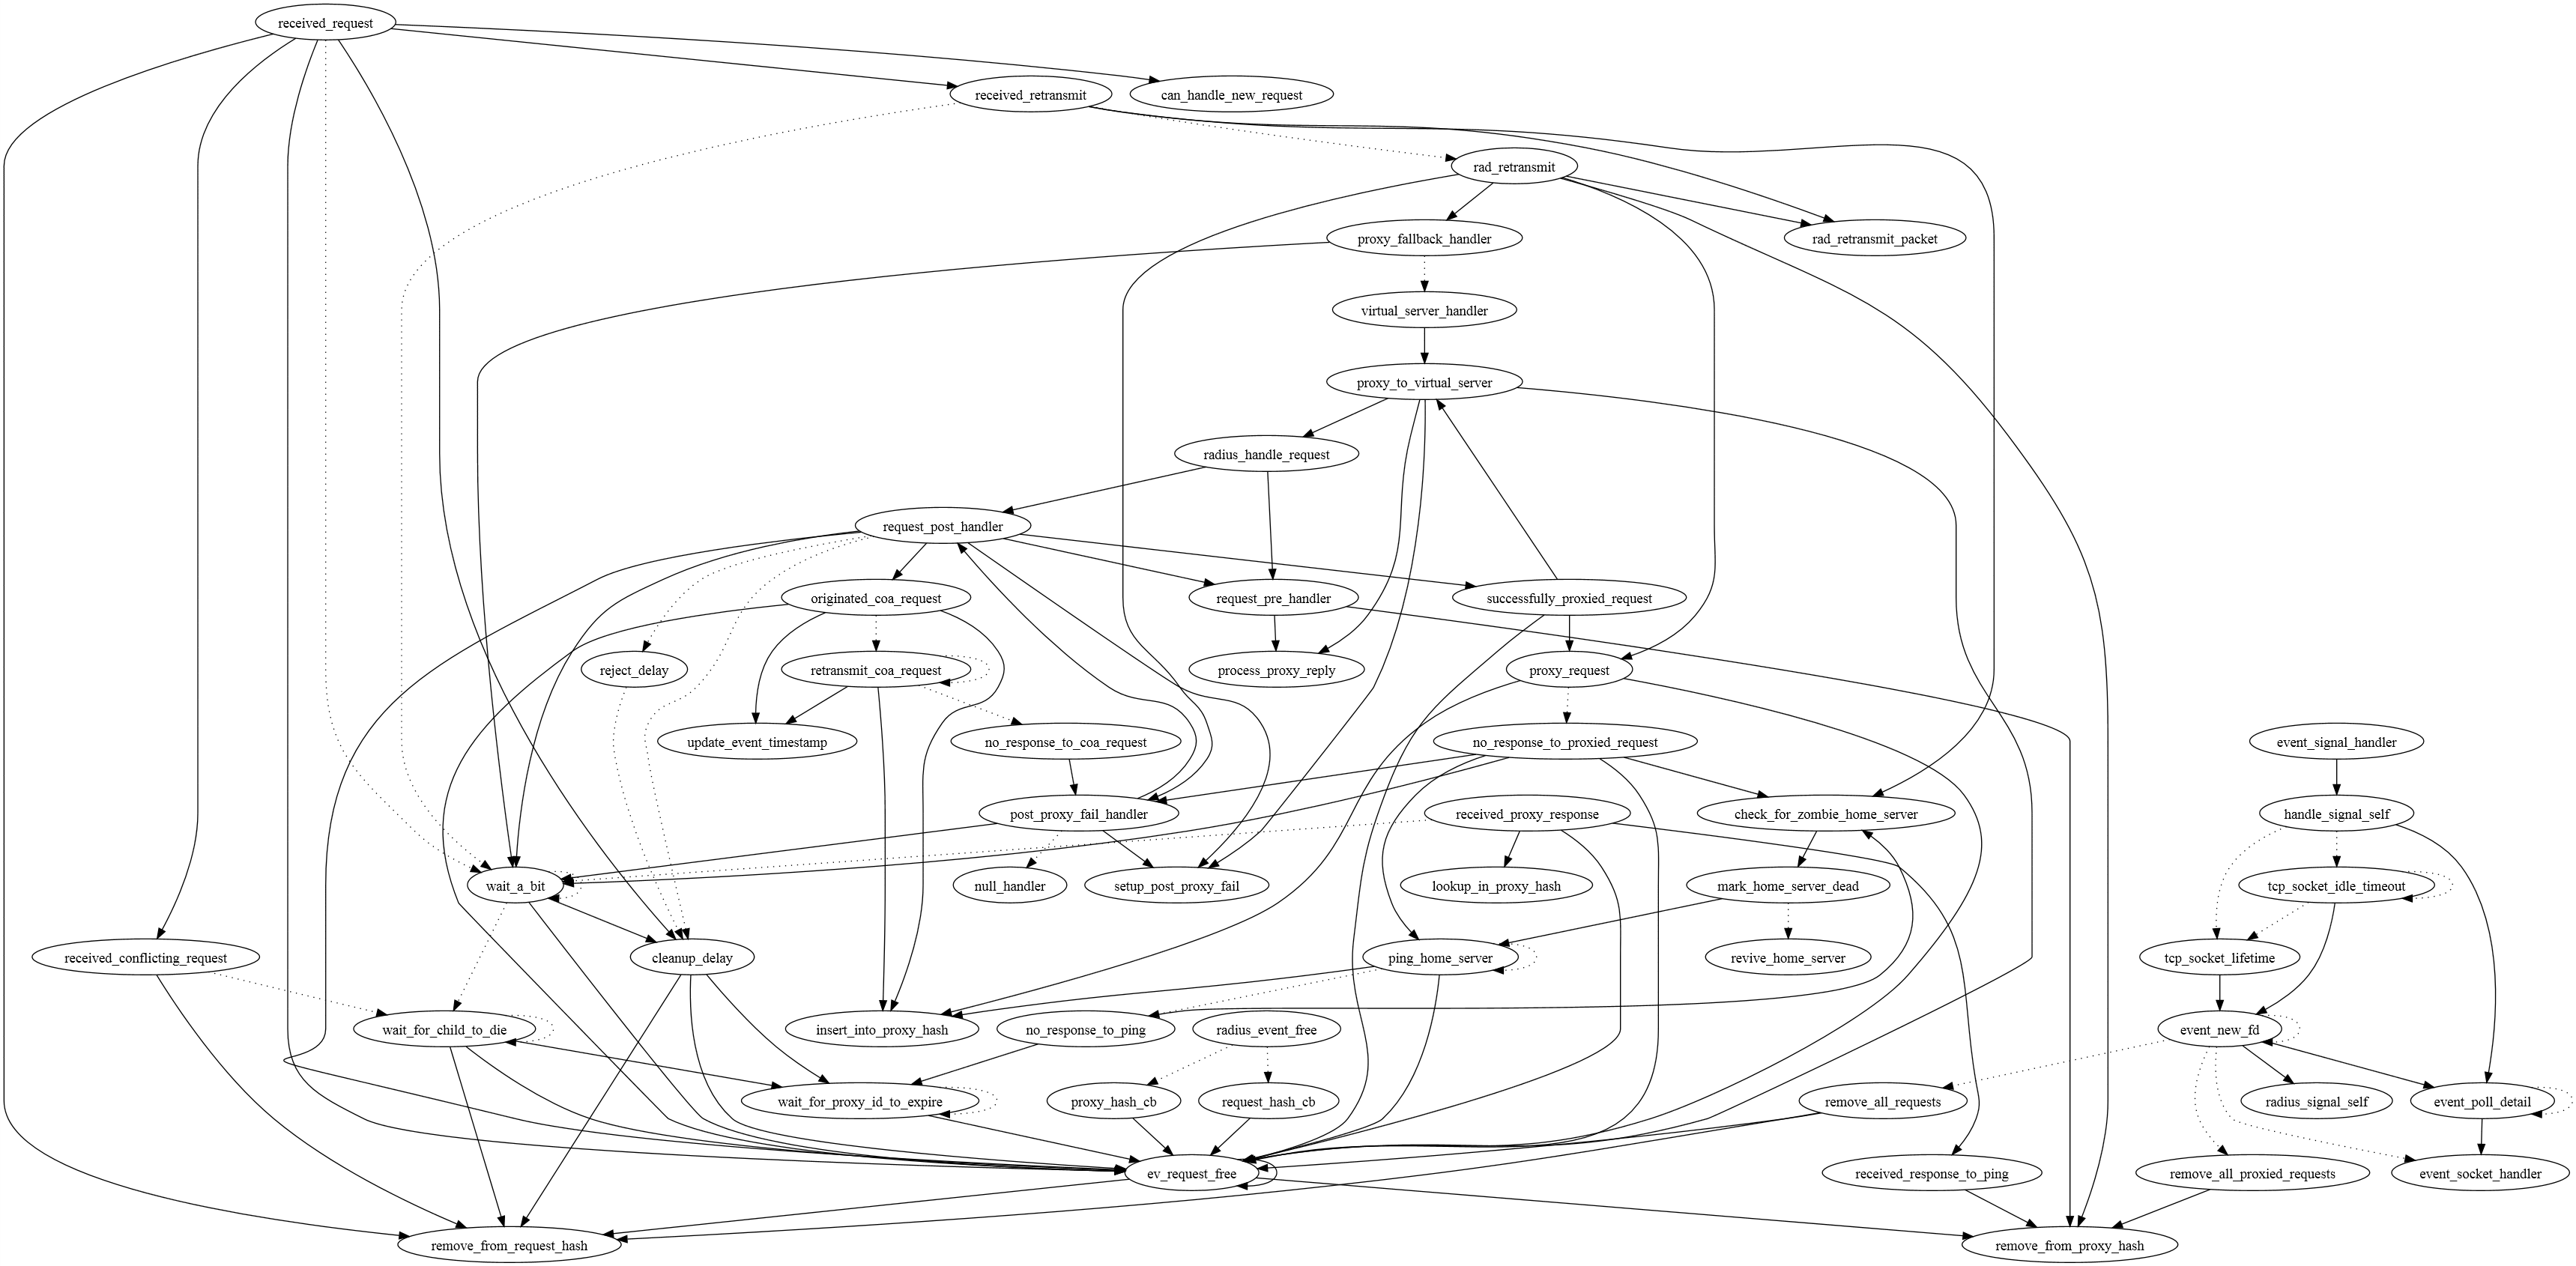 received_request
received_retransmit
can_handle_new_request
rad_retransmit
proxy_fallback_handler
rad_retransmit_packet
virtual_server_handler
proxy_to_virtual_server
radius_handle_request
request_post_handler
originated_coa_request
request_pre_handler
successfully_proxied_request
reject_delay
retransmit_coa_request
process_proxy_reply
proxy_request
update_event_timestamp
no_response_to_coa_request
no_response_to_proxied_request
event_signal_handler
post_proxy_fail_handler
received_proxy_response
check_for_zombie_home_server
handle_signal_self
wait_a_bit
null_handler
setup_post_proxy_fail
lookup_in_proxy_hash
mark_home_server_dead
tcp_socket_idle_timeout
received_conflicting_request
cleanup_delay
ping_home_server
revive_home_server
tcp_socket_lifetime
wait_for_child_to_die
insert_into_proxy_hash
no_response_to_ping
radius_event_free
event_new_fd
wait_for_proxy_id_to_expire
proxy_hash_cb
request_hash_cb
remove_all_requests
radius_signal_self
event_poll_detail
ev_request_free
received_response_to_ping
remove_all_proxied_requests
event_socket_handler
remove_from_request_hash
remove_from_proxy_hash